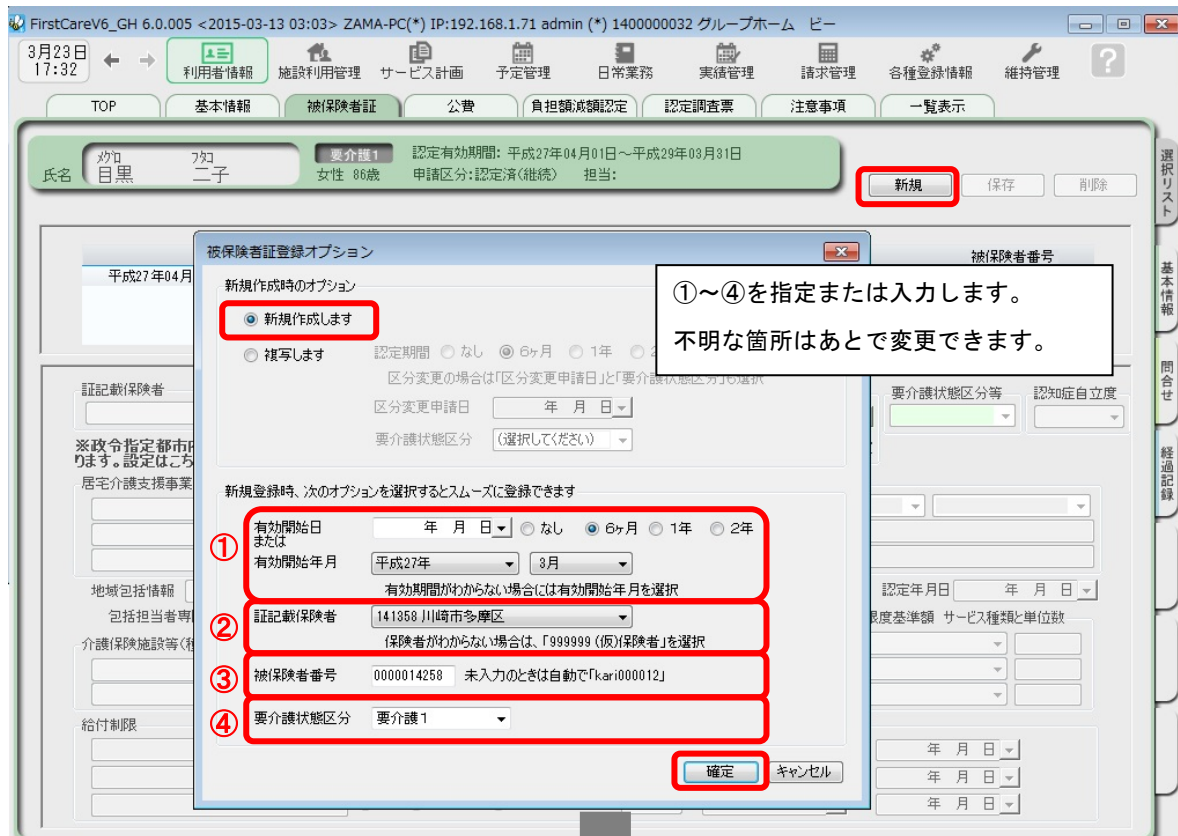 FirstCareV6_GH 6.0.005 <2015-03-13 03:03> ZAMA-PC(*) IP:192.168.1.71 admin (*) 1400000032 グループホーム ビー
3月23日
17:32
利用者情報 施設利用管理 サービス計画 予定管理 日常業務 実績管理 請求管理 各種登録情報 維持管理
TOP 基本情報 被保険者証 公費 負担額減額認定 認定調査票 注意事項 一覧表示
氏名
メグロ フタコ
目黒 二子
要介護1 認定有効期間: 平成27年04月01日～平成29年03月31日
女性 86歳 申請区分:認定済(継続) 担当:
新規 保存 削除
選択リスト
基本情報
問合せ
経過記録
被保険者証登録オプション
被保険者番号
平成27年04月
新規作成時のオプション
①～④を指定または入力します。
不明な箇所はあとで変更できます。
新規作成します
複写します 認定期間 なし 6ヶ月 1年
区分変更の場合は「区分変更申請日」と「要介護状態区分」も選択
区分変更申請日 年 月 日
要介護状態区分 (選択してください)
証記載保険者
要介護状態区分等 認知症自立度
※政令指定都市
ります。設定はこち
居宅介護支援事業
新規登録時、次のオプションを選択するとスムーズに登録できます
①
有効開始日
または
有効開始年月
年 月 日 なし 6ヶ月 1年 2年
平成27年 3月
有効期間がわからない場合には有効開始年月を選択
地域包括情報
認定年月日 年 月 日
包括担当者専
限度基準額 サービス種類と単位数
②
証記載保険者 141358 川崎市多摩区
保険者がわからない場合は、「999999 (仮)保険者」を選択
介護保険施設等(種
③
被保険者番号 0000014258 未入力のときは自動で「kari000012」
④
要介護状態区分 要介護1
給付制限
確定 キャンセル
年 月 日
年 月 日
年 月 日